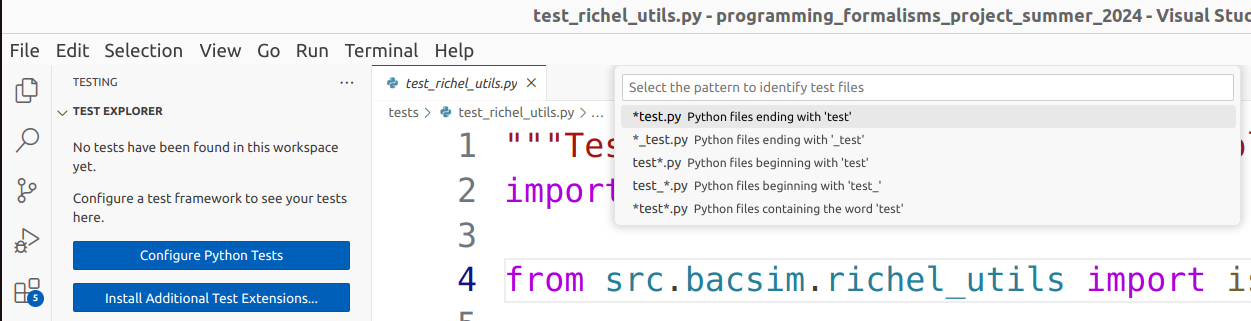 test_richel_utils.py - programming_formalisms_project_summer_2024 - Visual Stud
File Edit Selection View Go Run Terminal Help
TESTING ...
TEST EXPLORER
No tests have been found in this workspace
yet.
Configure a test framework to see your tests
here.
Configure Python Tests
Install Additional Test Extensions...
5
test_richel_utils.py
tests > test_richel_utils.py > ...
Select the pattern to identify test files
*test.py Python files ending with 'test'
*_test.py Python files ending with '_test'
test*.py Python files beginning with 'test'
test_*.py Python files beginning with 'test_'
*test*.py Python files containing the word 'test'
1 """Tes
2 import
3
4 from src.bacsim.richel_utils import is